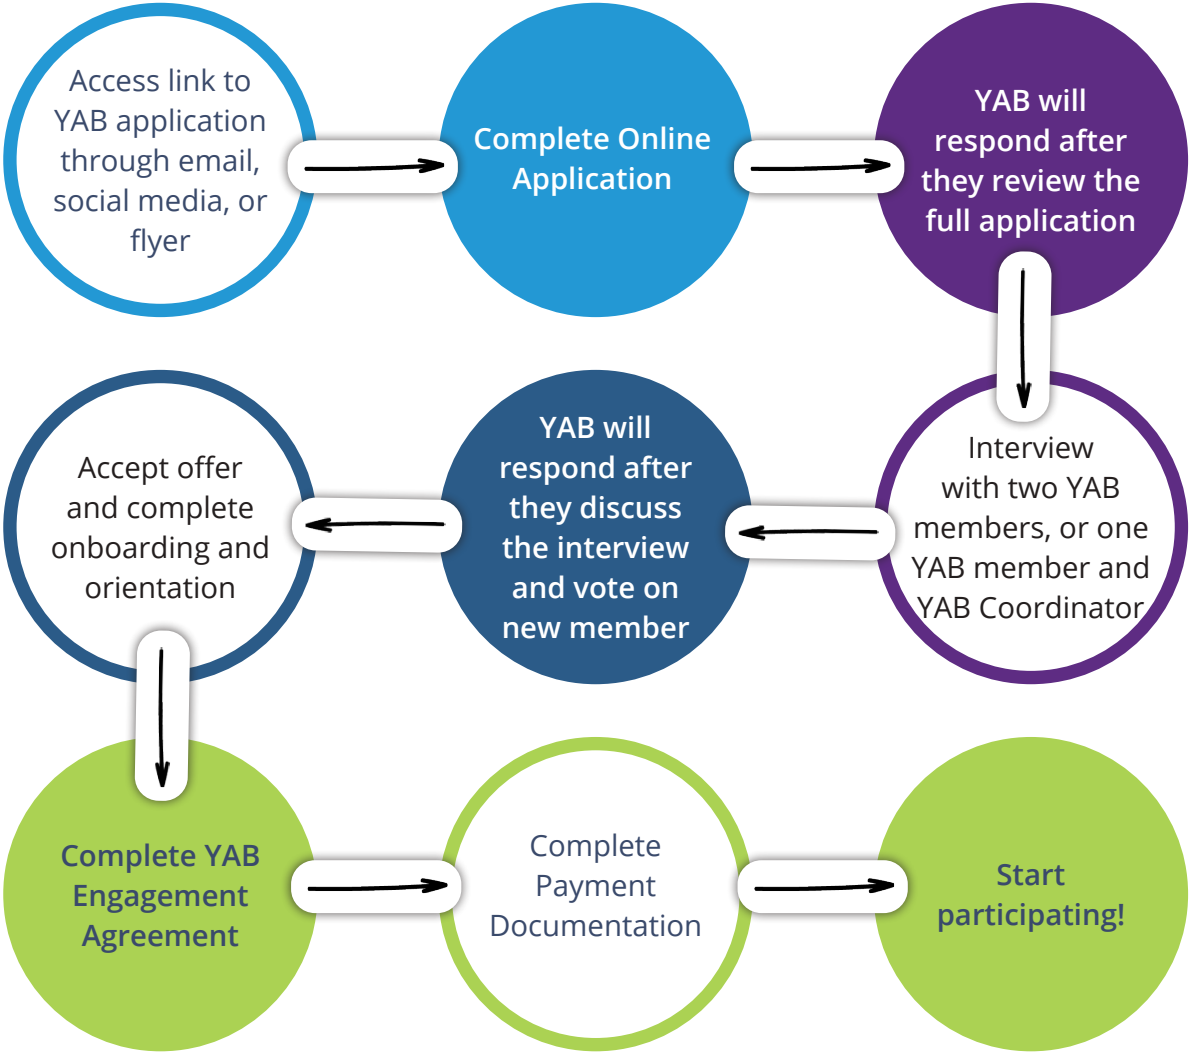 Access link to
YAB application
through email,
social media, or
flyer
Complete Online
Application
YAB will
respond after
they review the
full application
Interview
with two YAB
members, or one
YAB member and
YAB Coordinator
YAB will
respond after
they discuss
the interview
and vote on
new member
Accept offer
and complete
onboarding and
orientation
Complete YAB
Engagement
Agreement
Complete
Payment
Documentation
Start
participating!